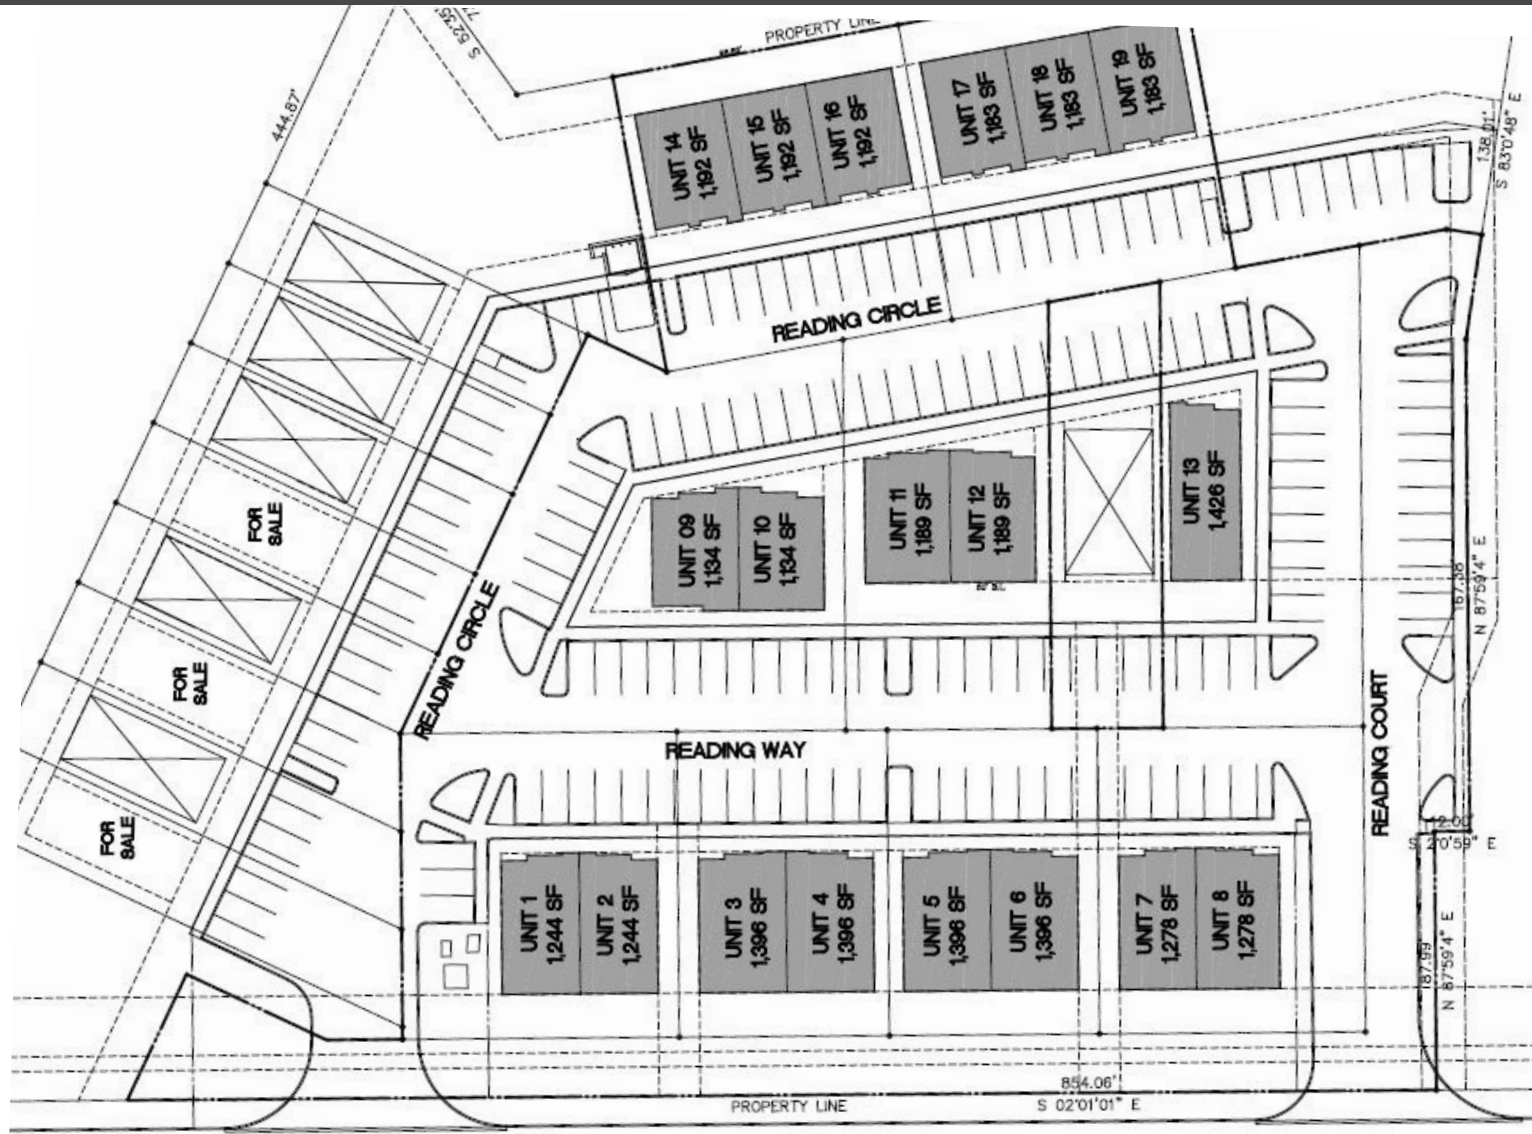 PROPERTY LINE
S 52°35'
444.87'
UNIT 14
1,192 SF
UNIT 15
1,192 SF
UNIT 16
1,192 SF
UNIT 17
1,183 SF
UNIT 18
1,183 SF
UNIT 19
1,183 SF
138.01'
S 83°0'48" E
READING CIRCLE
FOR
SALE
UNIT 09
1,134 SF
UNIT 10
1,134 SF
UNIT 11
1,189 SF
UNIT 12
1,189 SF
UNIT 13
1,426 SF
N 87°59'4" E
READING CIRCLE
FOR
SALE
READING WAY
READING COURT
FOR
SALE
12.00'
S 2°0'59" E
UNIT 1
1,244 SF
UNIT 2
1,244 SF
UNIT 3
1,396 SF
UNIT 4
1,396 SF
UNIT 5
1,396 SF
UNIT 6
1,396 SF
UNIT 7
1,278 SF
UNIT 8
1,278 SF
N 87°59'4" E
854.06'
PROPERTY LINE
S 02°01'01" E